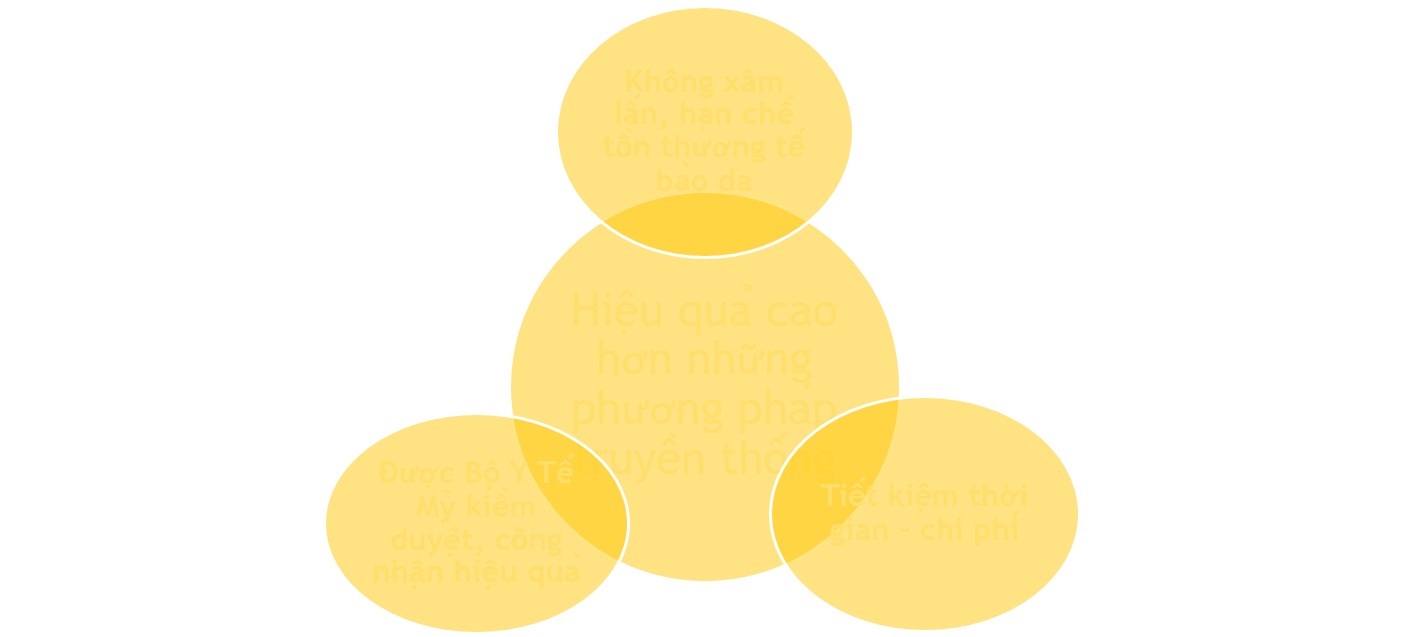 Không xâm
lấn, hạn chế
tổn thương tế
bào da
Hiệu quả cao
hơn những
phương pháp
truyền thống
Được Bộ Y Tế
Mỹ kiểm
duyệt, công
nhận hiệu quả
Tiết kiệm thời
gian - chi phí